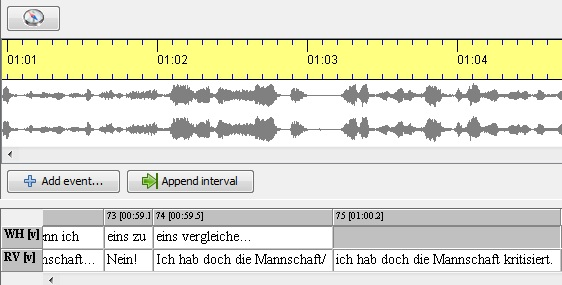 01:01 01:02 01:03 01:04
Add event... Append interval
73 [00:59.] 74 [00:59.5] 75 [01:00.2]
WH [v] nn ich eins zu eins vergleiche...
RV [v] nschaft... Nein! Ich hab doch die Mannschaft/ ich hab doch die Mannschaft kritisiert.